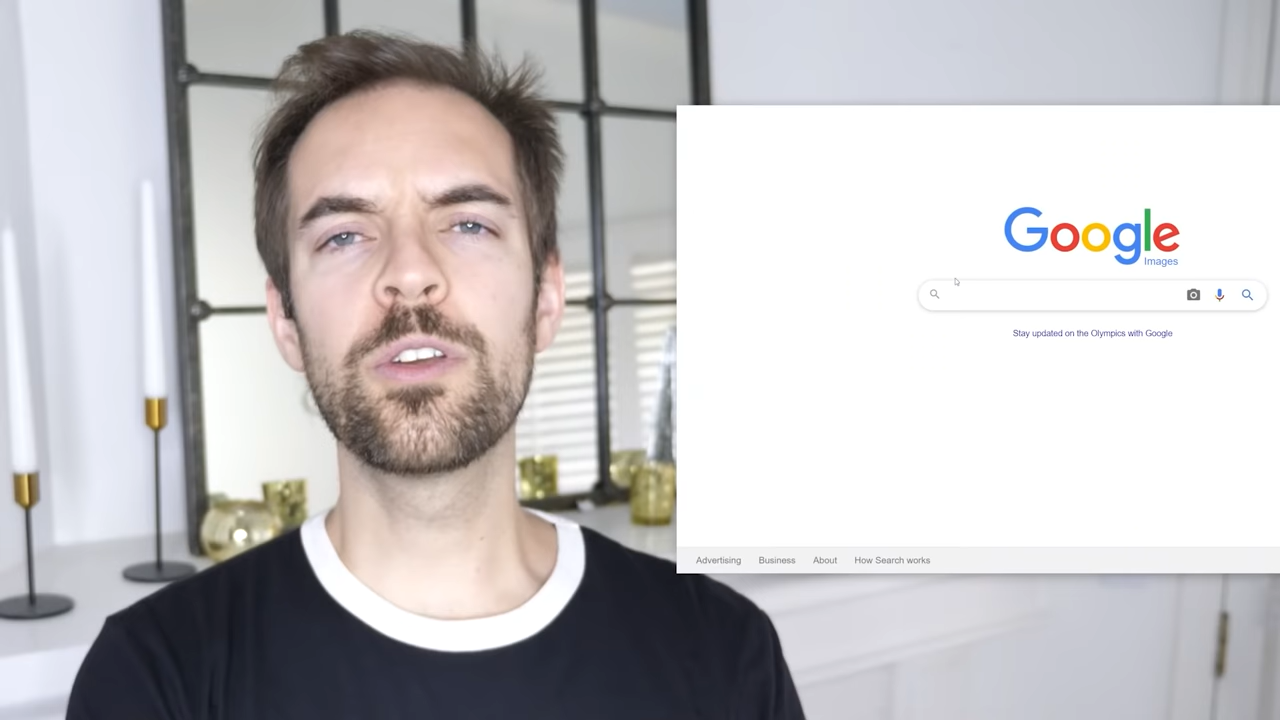 Google
Images
Stay updated on the Olympics with Google
Advertising Business About How Search works